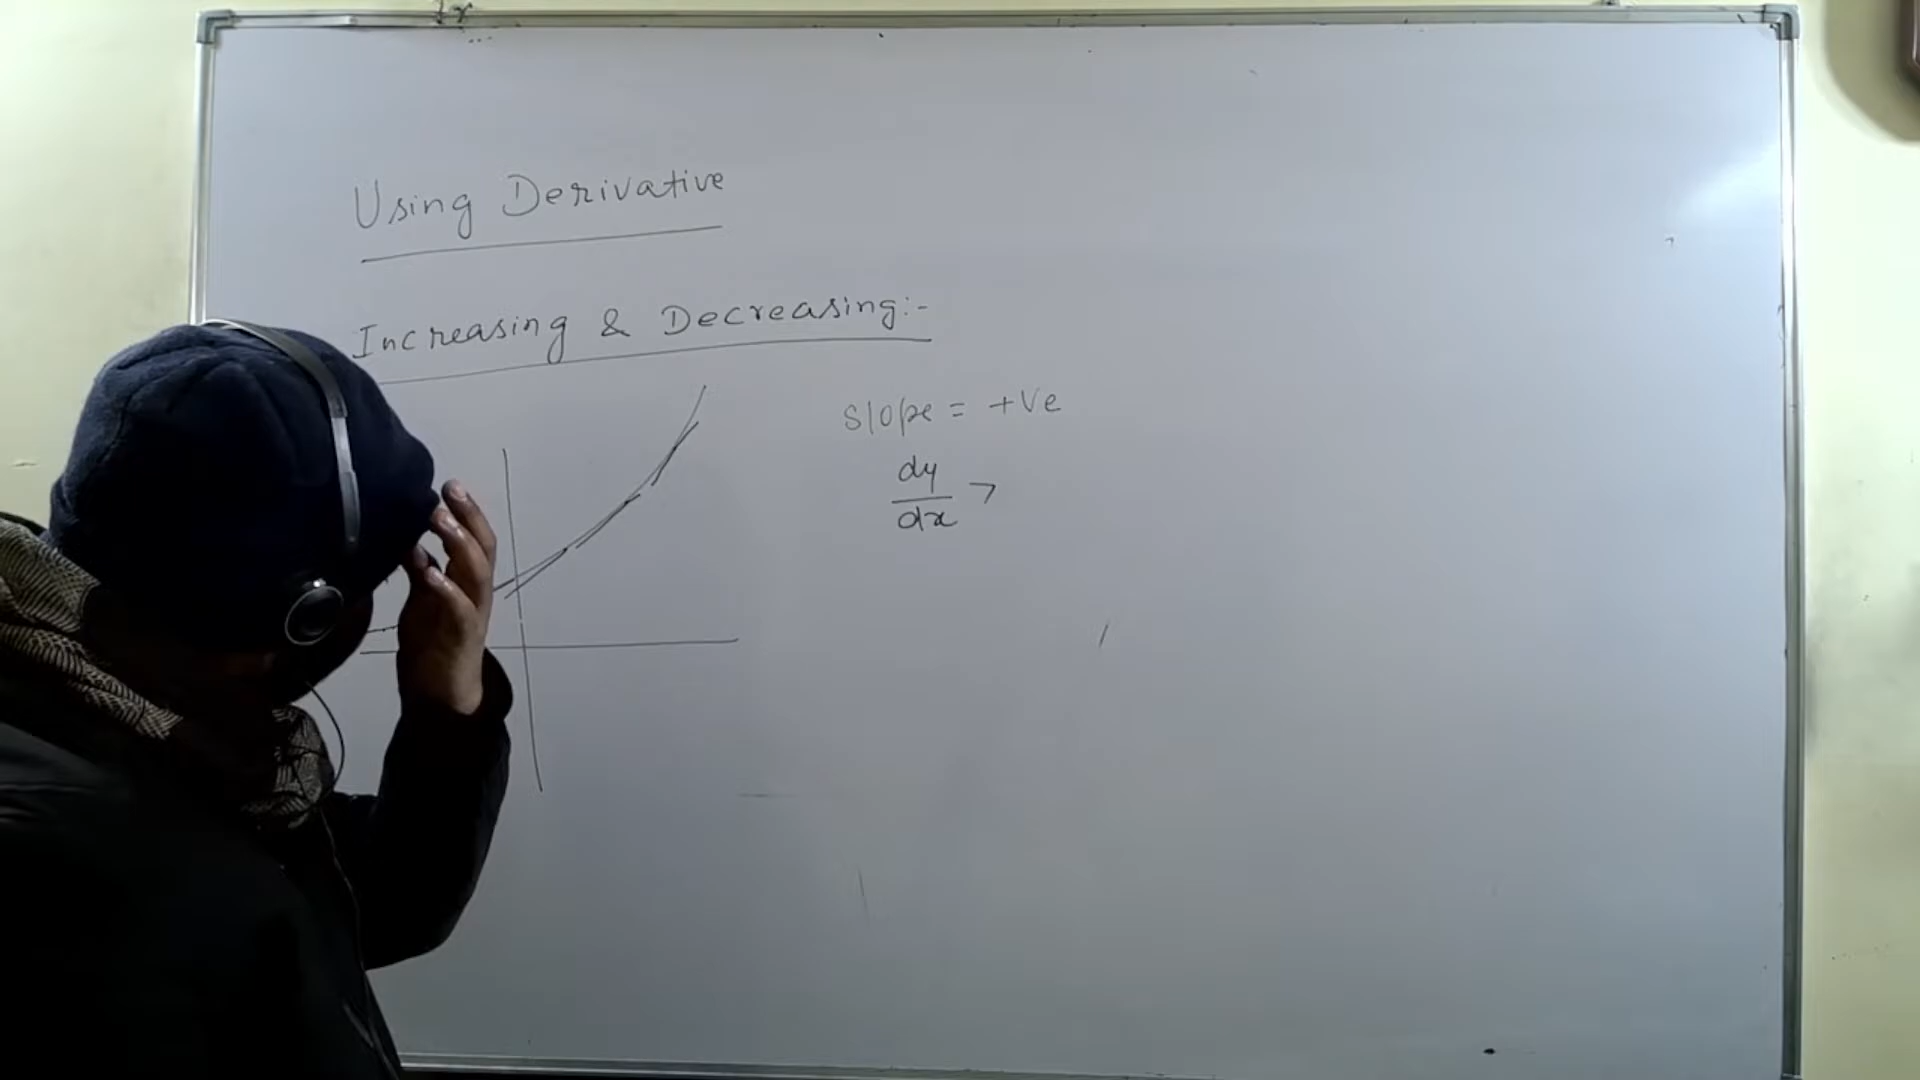 Using Derivative
Increasing & Decreasing:-
slope = +ve
dy/dx >